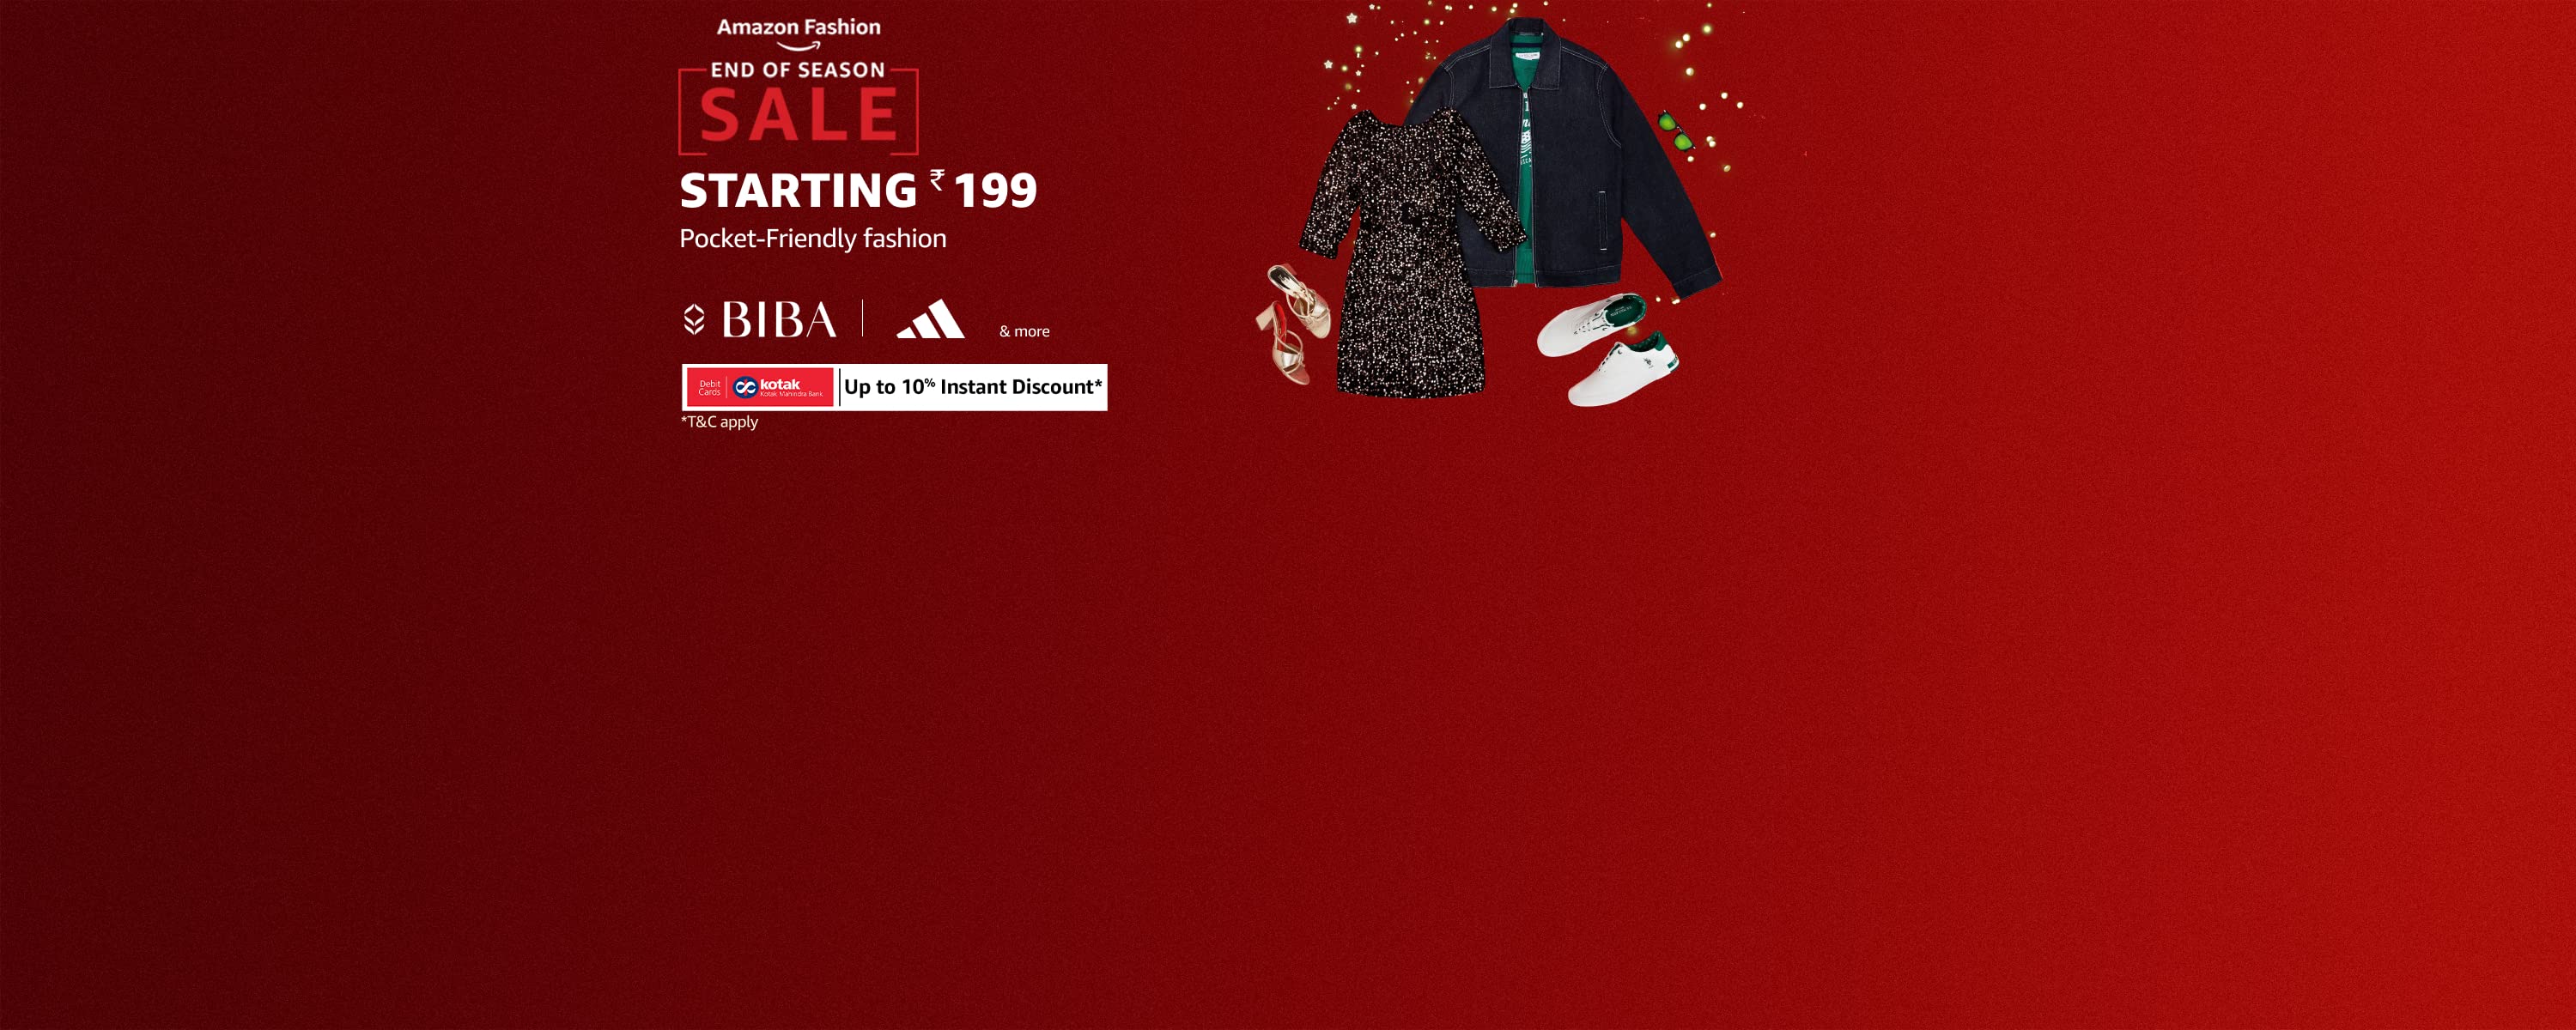 Amazon Fashion
END OF SEASON
SALE
STARTING ₹199
Pocket-Friendly fashion
BIBA
& more
Debit
Cards
kotak
Kotak Mahindra Bank
Up to 10% Instant Discount*
*T&C apply